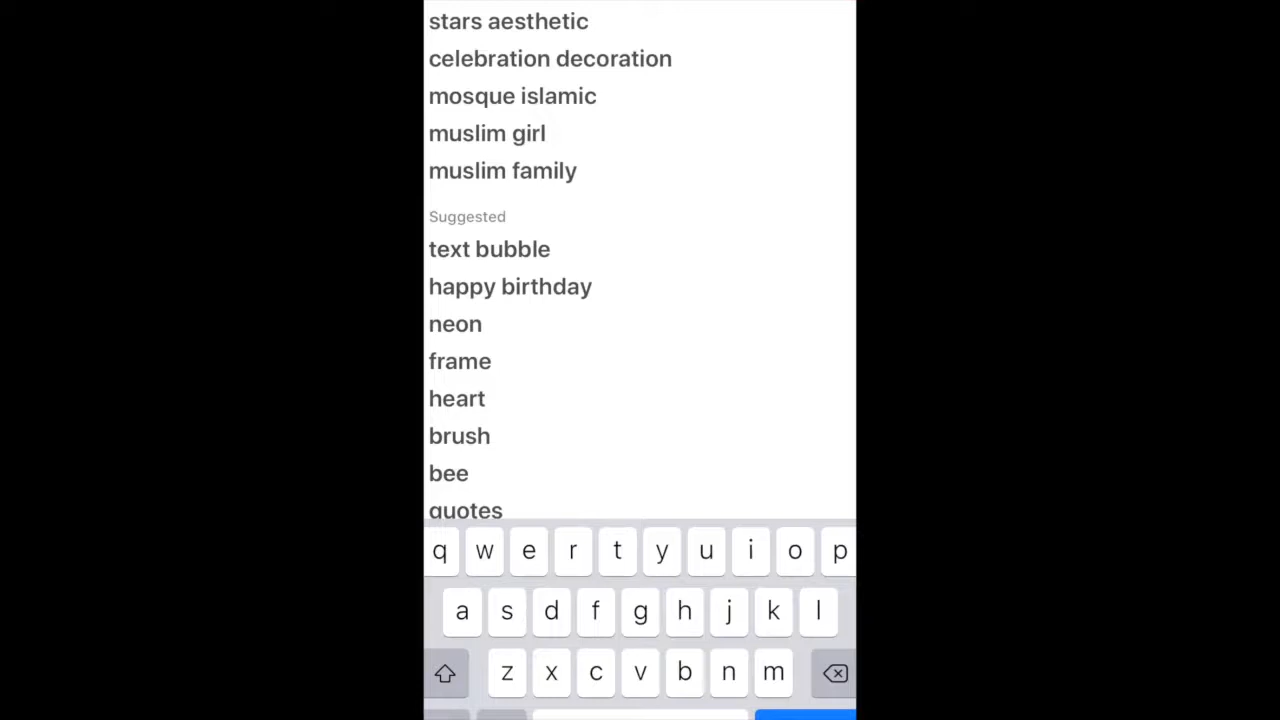 stars aesthetic
celebration decoration
mosque islamic
muslim girl
muslim family
Suggested
text bubble
happy birthday
neon
frame
heart
brush
bee
quotes
q w e r t y u i o p
a s d f g h j k l
z x c v b n m